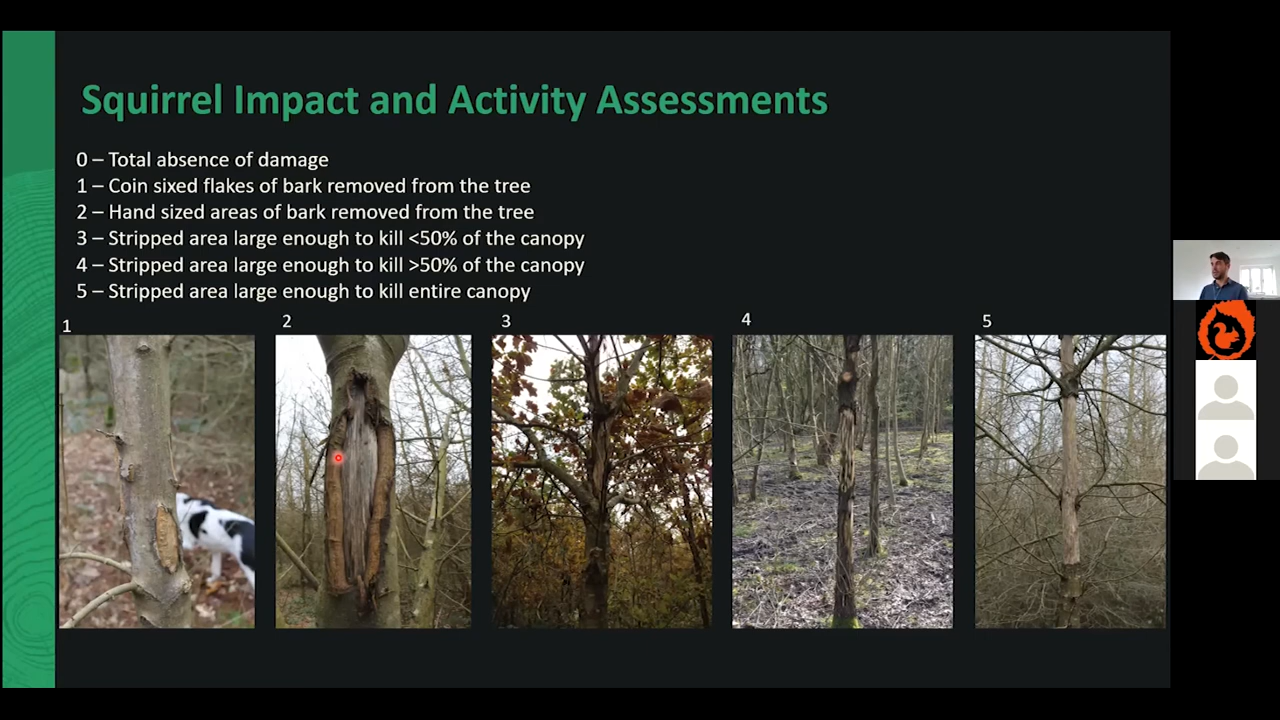 Squirrel Impact and Activity Assessments
0 – Total absence of damage
1 – Coin sixed flakes of bark removed from the tree
2 – Hand sized areas of bark removed from the tree
3 – Stripped area large enough to kill <50% of the canopy
4 – Stripped area large enough to kill >50% of the canopy
5 – Stripped area large enough to kill entire canopy
1
2
3
4
5